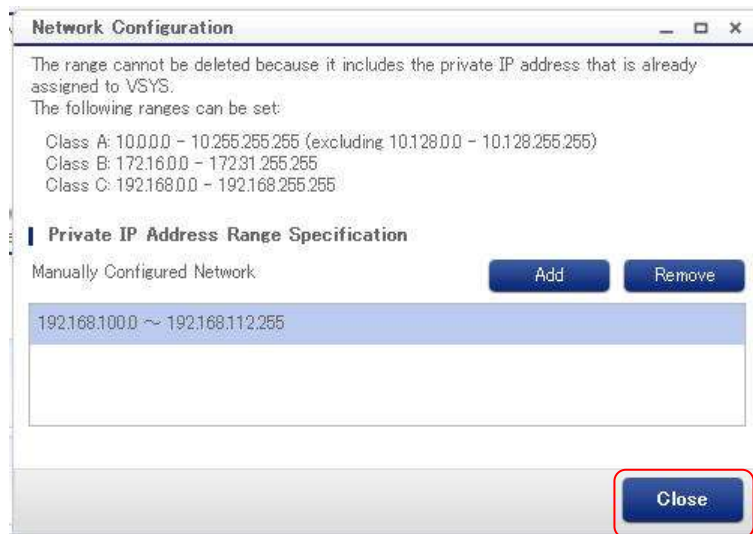 Network Configuration
The range cannot be deleted because it includes the private IP address that is already
assigned to VSYS.
The following ranges can be set:
Class A: 10.0.0.0 - 10.255.255.255 (excluding 10.128.0.0 - 10.128.255.255)
Class B: 172.16.0.0 - 172.31.255.255
Class C: 192.168.0.0 - 192.168.255.255
Private IP Address Range Specification
Manually Configured Network
Add
Remove
192.168.100.0 ～ 192.168.112.255
Close